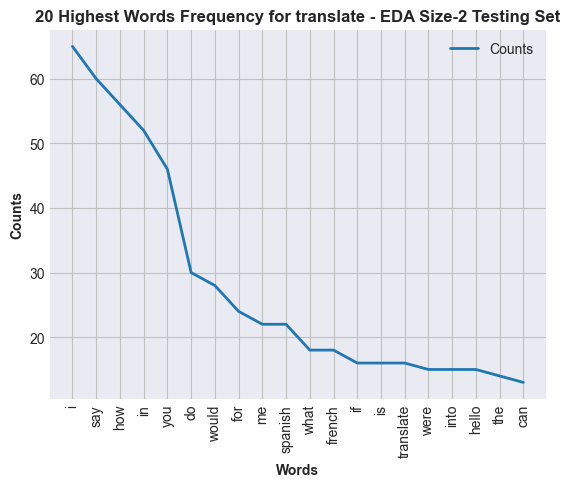 20 Highest Words Frequency for translate - EDA Size-2 Testing Set
Counts
60
50
40
30
20
Counts
i
say
how
in
you
do
would
for
me
spanish
what
french
if
is
translate
were
into
hello
the
can
Words